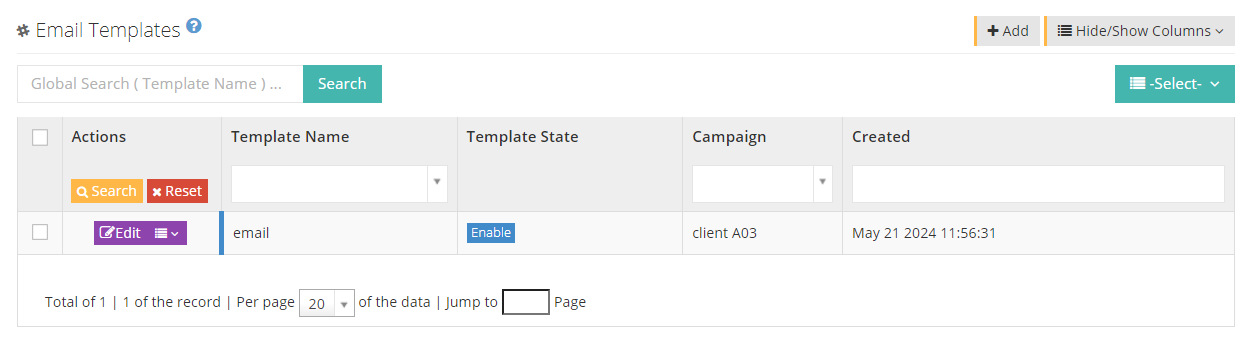 Email Templates
Add
Hide/Show Columns
Global Search ( Template Name ) ...
Search
-Select-
Actions
Template Name
Template State
Campaign
Created
Search
Reset
Edit
email
Enable
client A03
May 21 2024 11:56:31
Total of 1 | 1 of the record | Per page 20 of the data | Jump to Page